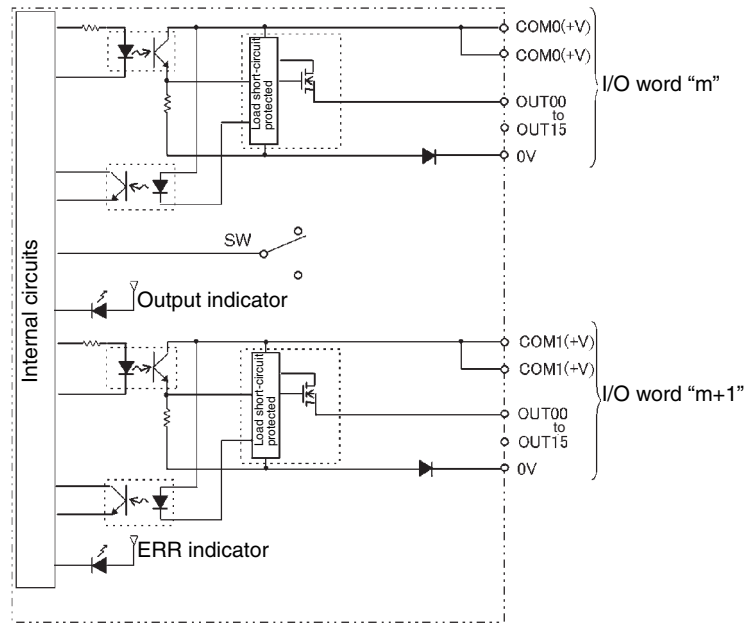 COM0(+V)
COM0(+V)
I/O word “m”
OUT00
to
OUT15
0V
Load short-circuit
protected
SW
Output indicator
Internal circuits
COM1(+V)
COM1(+V)
I/O word “m+1”
OUT00
to
OUT15
0V
Load short-circuit
protected
ERR indicator